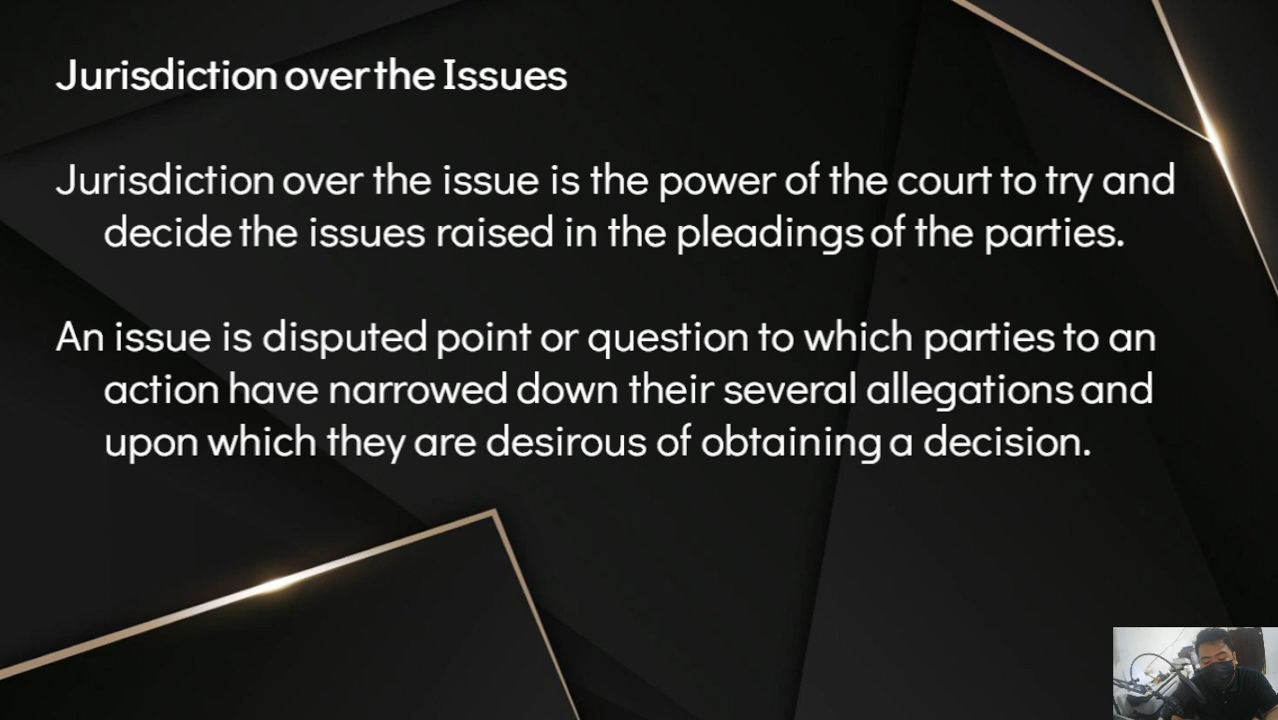 Jurisdiction over the Issues
Jurisdiction over the issue is the power of the court to try and
decide the issues raised in the pleadings of the parties.
An issue is disputed point or question to which parties to an
action have narrowed down their several allegations and
upon which they are desirous of obtaining a decision.